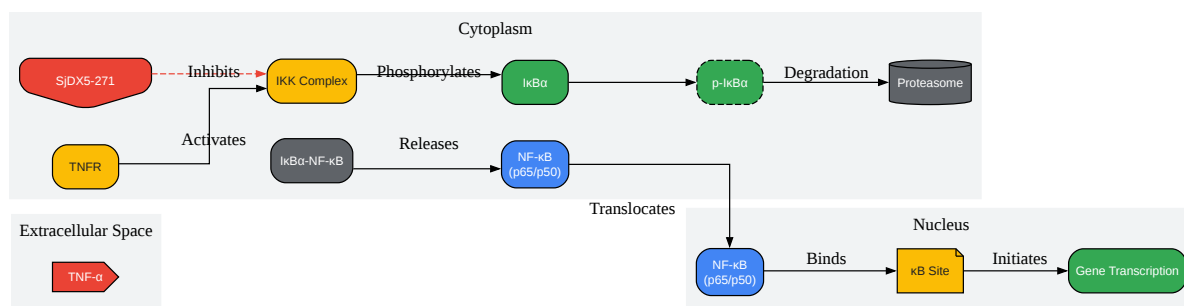 Cytoplasm
SjDX5-271
Inhibits
IKK Complex
Phosphorylates
IκBα
p-IκBα
Degradation
Proteasome
Activates
TNFR
IκBα-NF-κB
Releases
NF-κB
(p65/p50)
Translocates
Extracellular Space
TNF-α
Nucleus
NF-κB
(p65/p50)
Binds
κB Site
Initiates
Gene Transcription